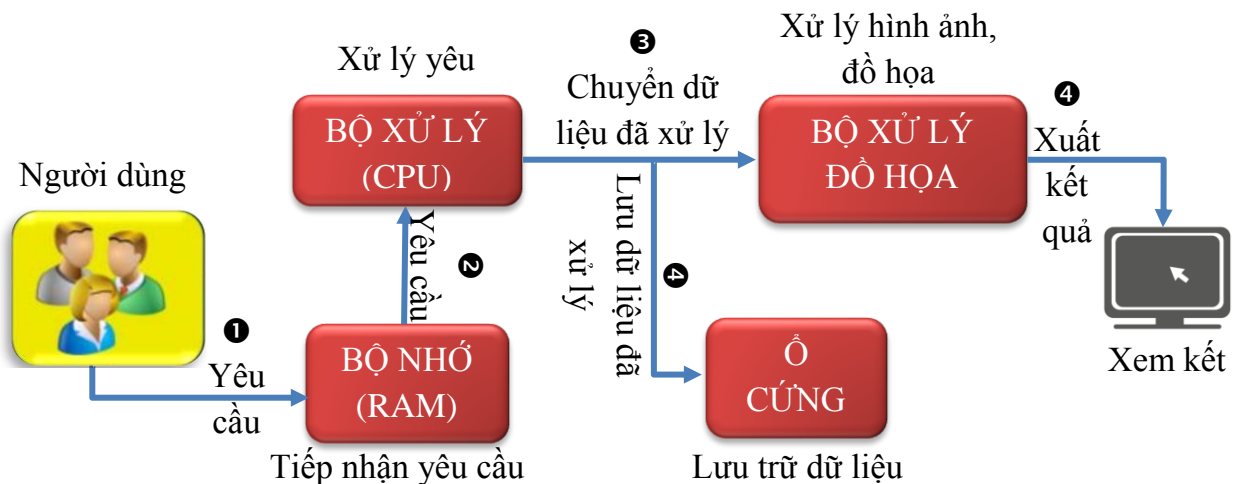 Người dùng
❶
Yêu
cầu
BỘ NHỚ
(RAM)
Tiếp nhận yêu cầu
Yêu cầu
❷
Xử lý yêu
BỘ XỬ LÝ
(CPU)
❸
Chuyển dữ
liệu đã xử lý
Lưu dữ liệu đã
xử lý
❹
Ổ
CỨNG
Lưu trữ dữ liệu
Xử lý hình ảnh,
đồ họa
BỘ XỬ LÝ
ĐỒ HỌA
❹
Xuất
kết
quả
Xem kết